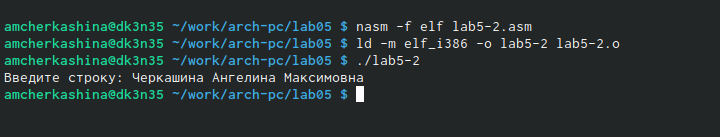 amcherkashina@dk3n35 ~/work/arch-pc/lab05 $ nasm -f elf lab5-2.asm
amcherkashina@dk3n35 ~/work/arch-pc/lab05 $ ld -m elf_i386 -o lab5-2 lab5-2.o
amcherkashina@dk3n35 ~/work/arch-pc/lab05 $ ./lab5-2
Введите строку: Черкашина Ангелина Максимовна
amcherkashina@dk3n35 ~/work/arch-pc/lab05 $